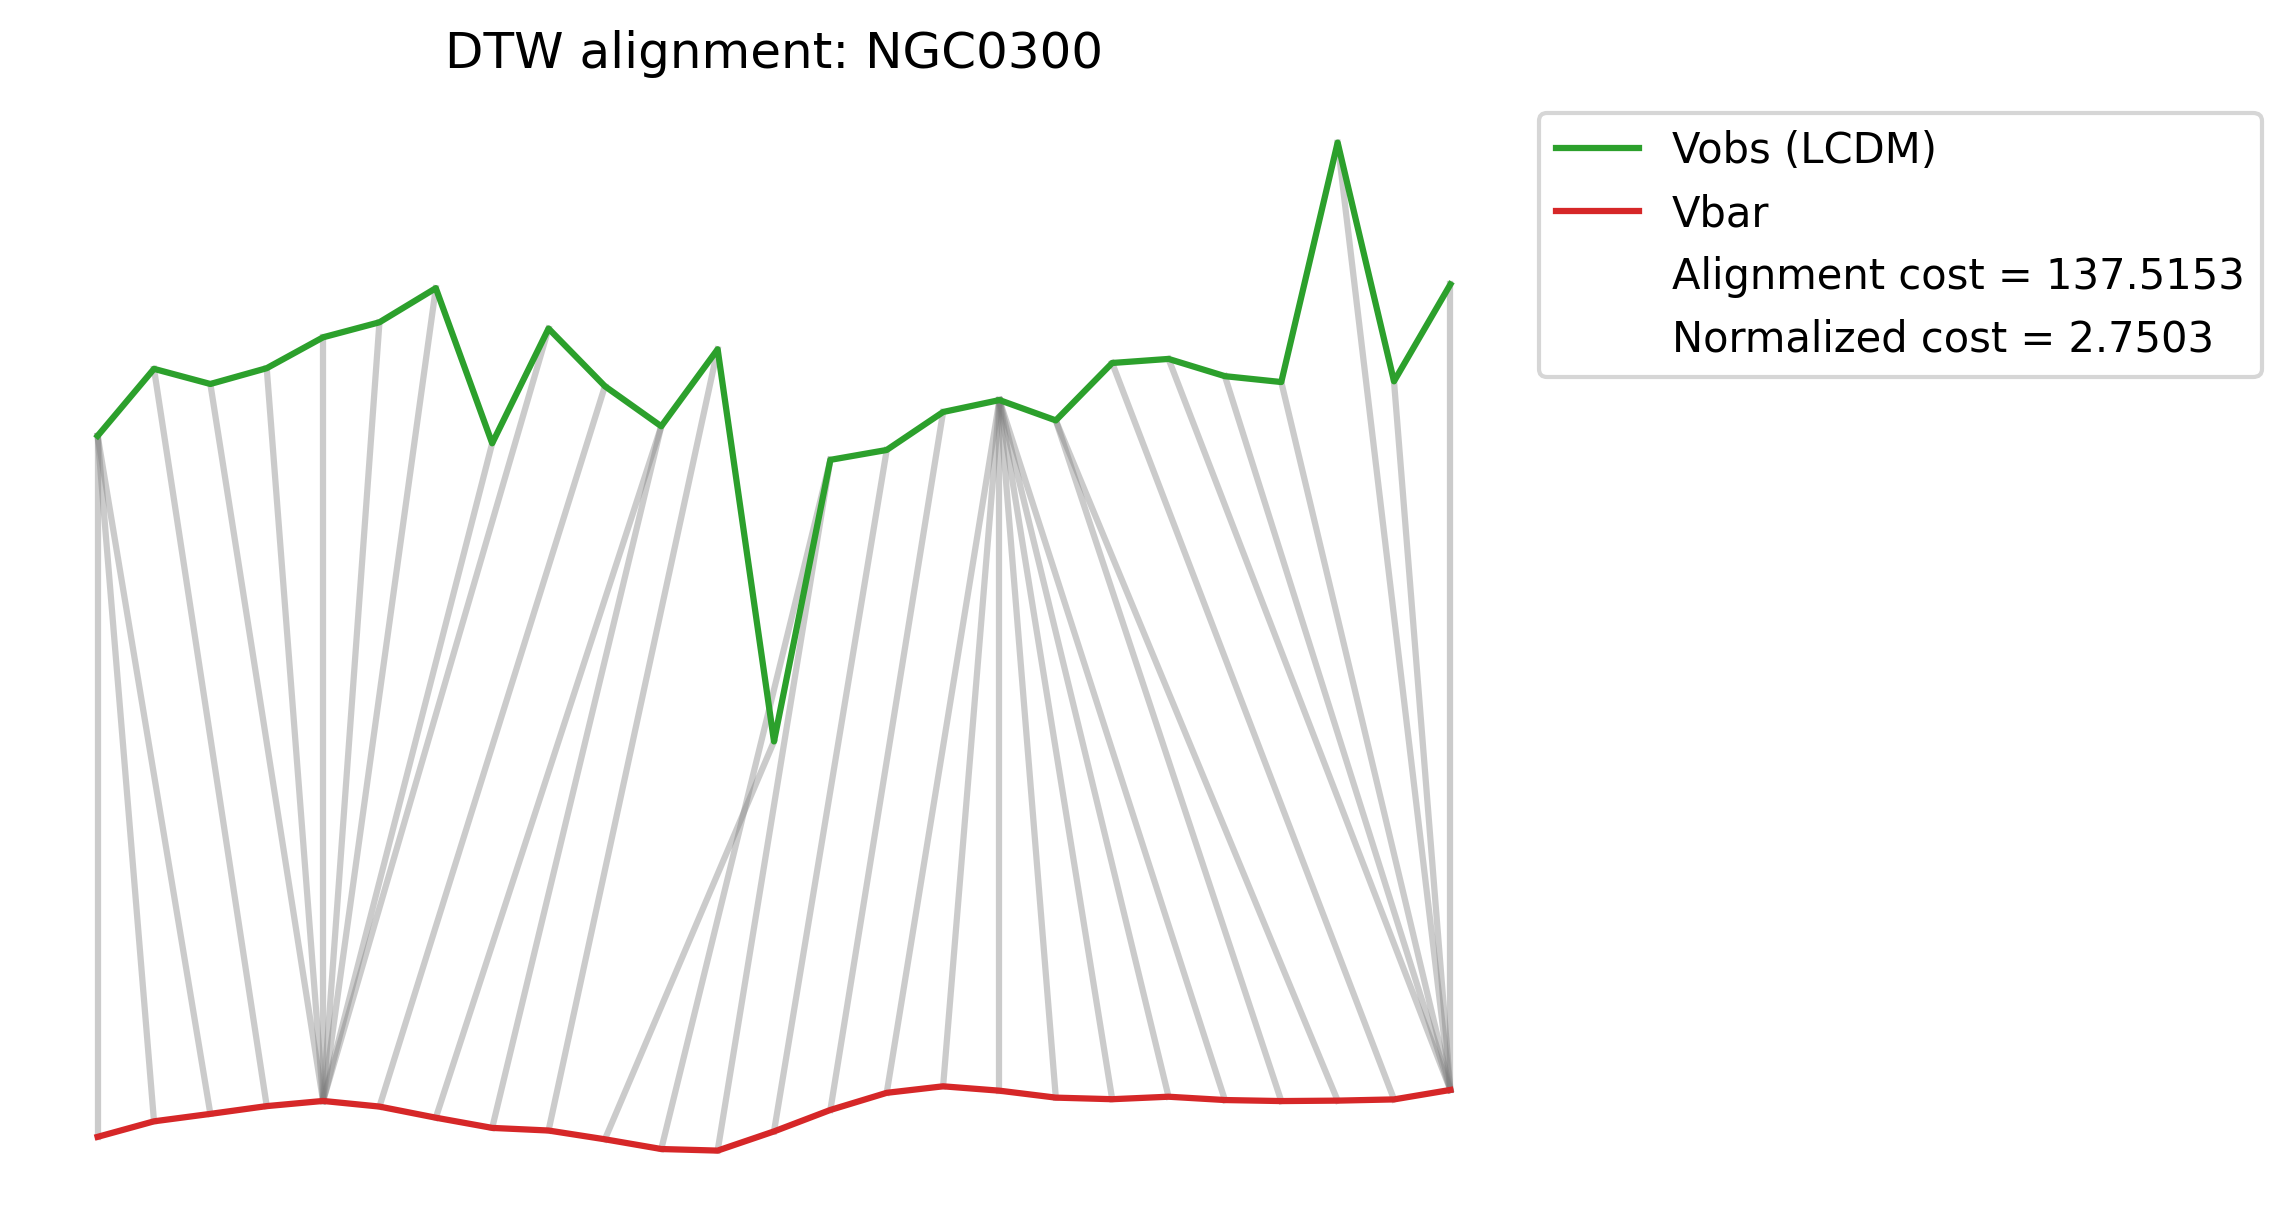 DTW alignment: NGC0300
Vobs (LCDM)
Vbar
Alignment cost = 137.5153
Normalized cost = 2.7503